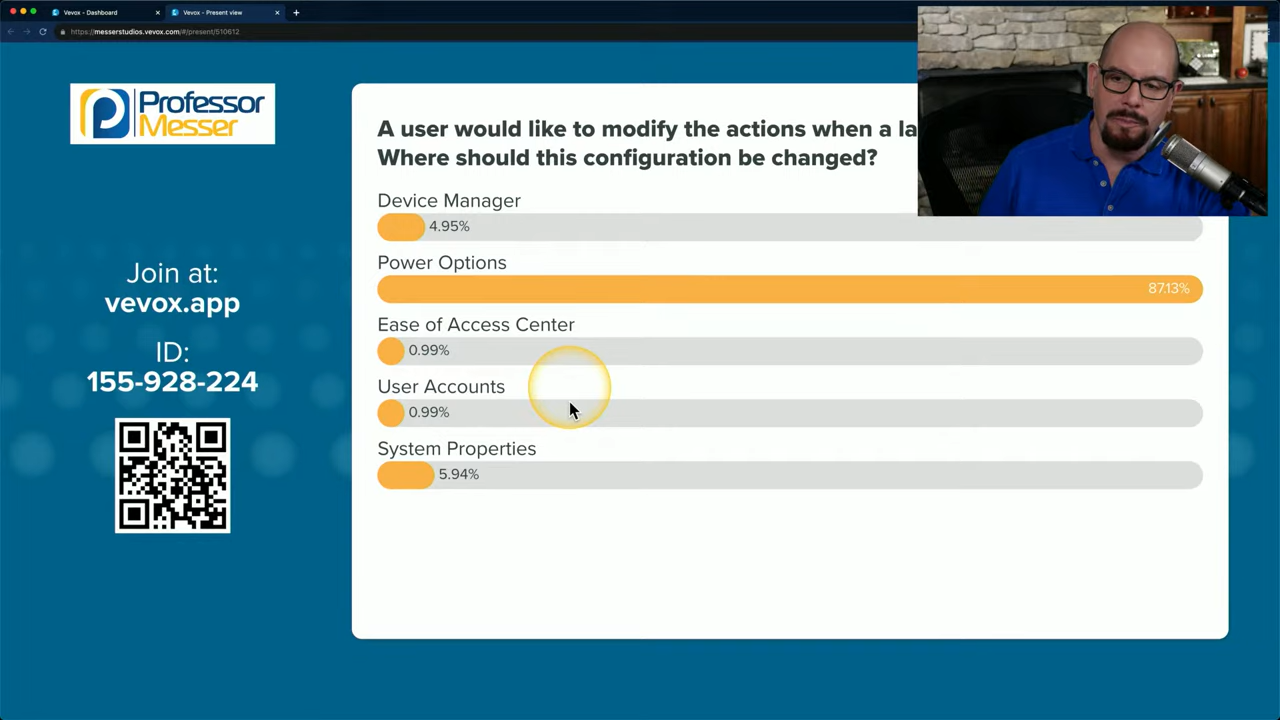 Vevox - Dashboard
Vevox - Present view
https://messerstudios.vevox.com/#/present/510612
Professor
Messer
Join at:
vevox.app
ID:
155-928-224
A user would like to modify the actions when a la
Where should this configuration be changed?
Device Manager
4.95%
Power Options
87.13%
Ease of Access Center
0.99%
User Accounts
0.99%
System Properties
5.94%